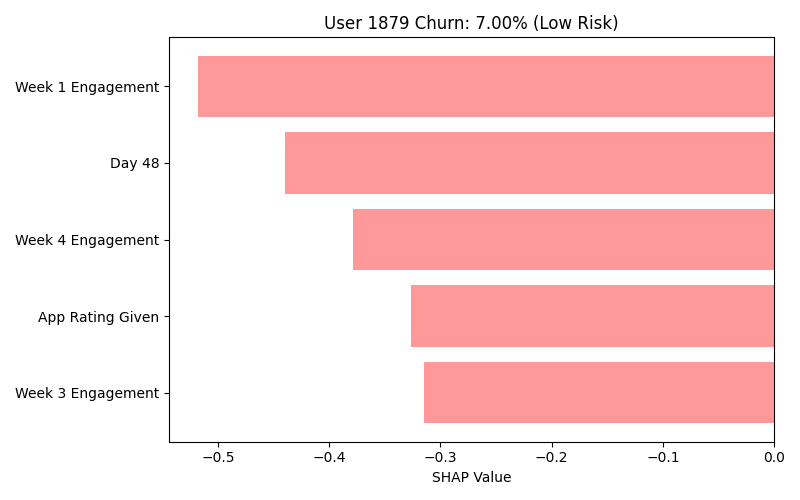 User 1879 Churn: 7.00% (Low Risk)
Week 1 Engagement
Day 48
Week 4 Engagement
App Rating Given
Week 3 Engagement
−0.5 −0.4 −0.3 −0.2 −0.1 0.0
SHAP Value